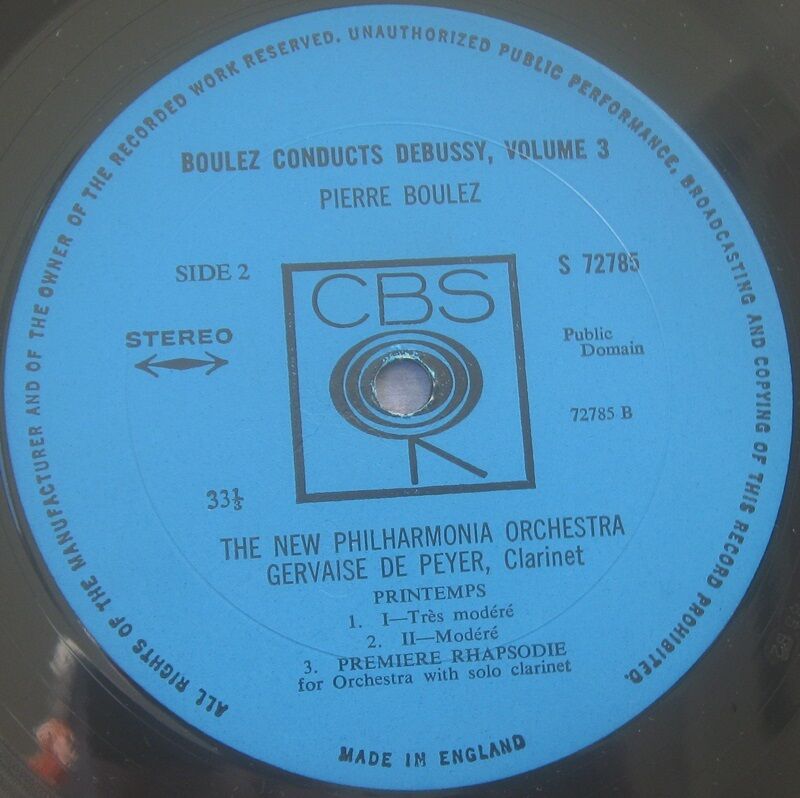 ALL RIGHTS OF THE MANUFACTURER AND OF THE OWNER OF THE RECORDED WORK RESERVED. UNAUTHORIZED PUBLIC PERFORMANCE, BROADCASTING AND COPYING OF THIS RECORD PROHIBITED.
BOULEZ CONDUCTS DEBUSSY, VOLUME 3
PIERRE BOULEZ
SIDE 2
S 72785
CBS
STEREO
Public
Domain
72785 B
33⅓
THE NEW PHILHARMONIA ORCHESTRA
GERVAISE DE PEYER, Clarinet
PRINTEMPS
1. I—Très modéré
2. II—Modéré
3. PREMIERE RHAPSODIE
for Orchestra with solo clarinet
MADE IN ENGLAND